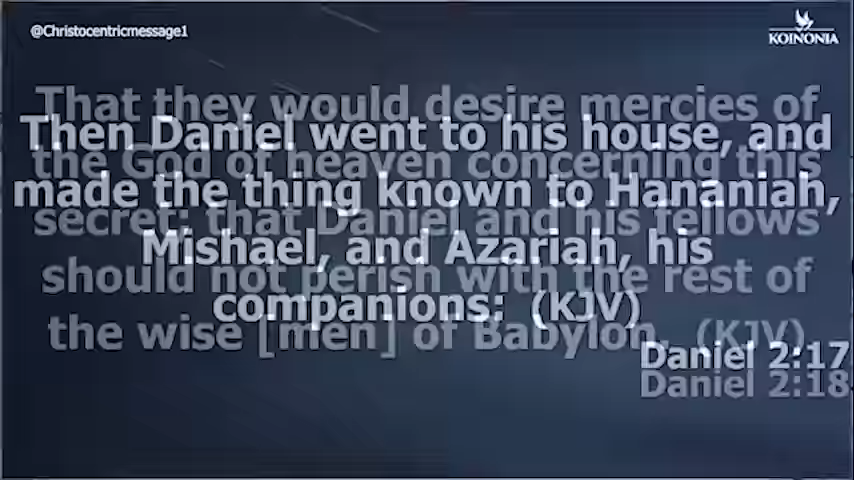 @Christocentricmessage1
KOINONIA
Then Daniel went to his house, and
made the thing known to Hananiah,
Mishael, and Azariah, his
companions: (KJV)
Daniel 2:17
That they would desire mercies of
the God of heaven concerning this
secret; that Daniel and his fellows
should not perish with the rest of
the wise [men] of Babylon. (KJV)
Daniel 2:18